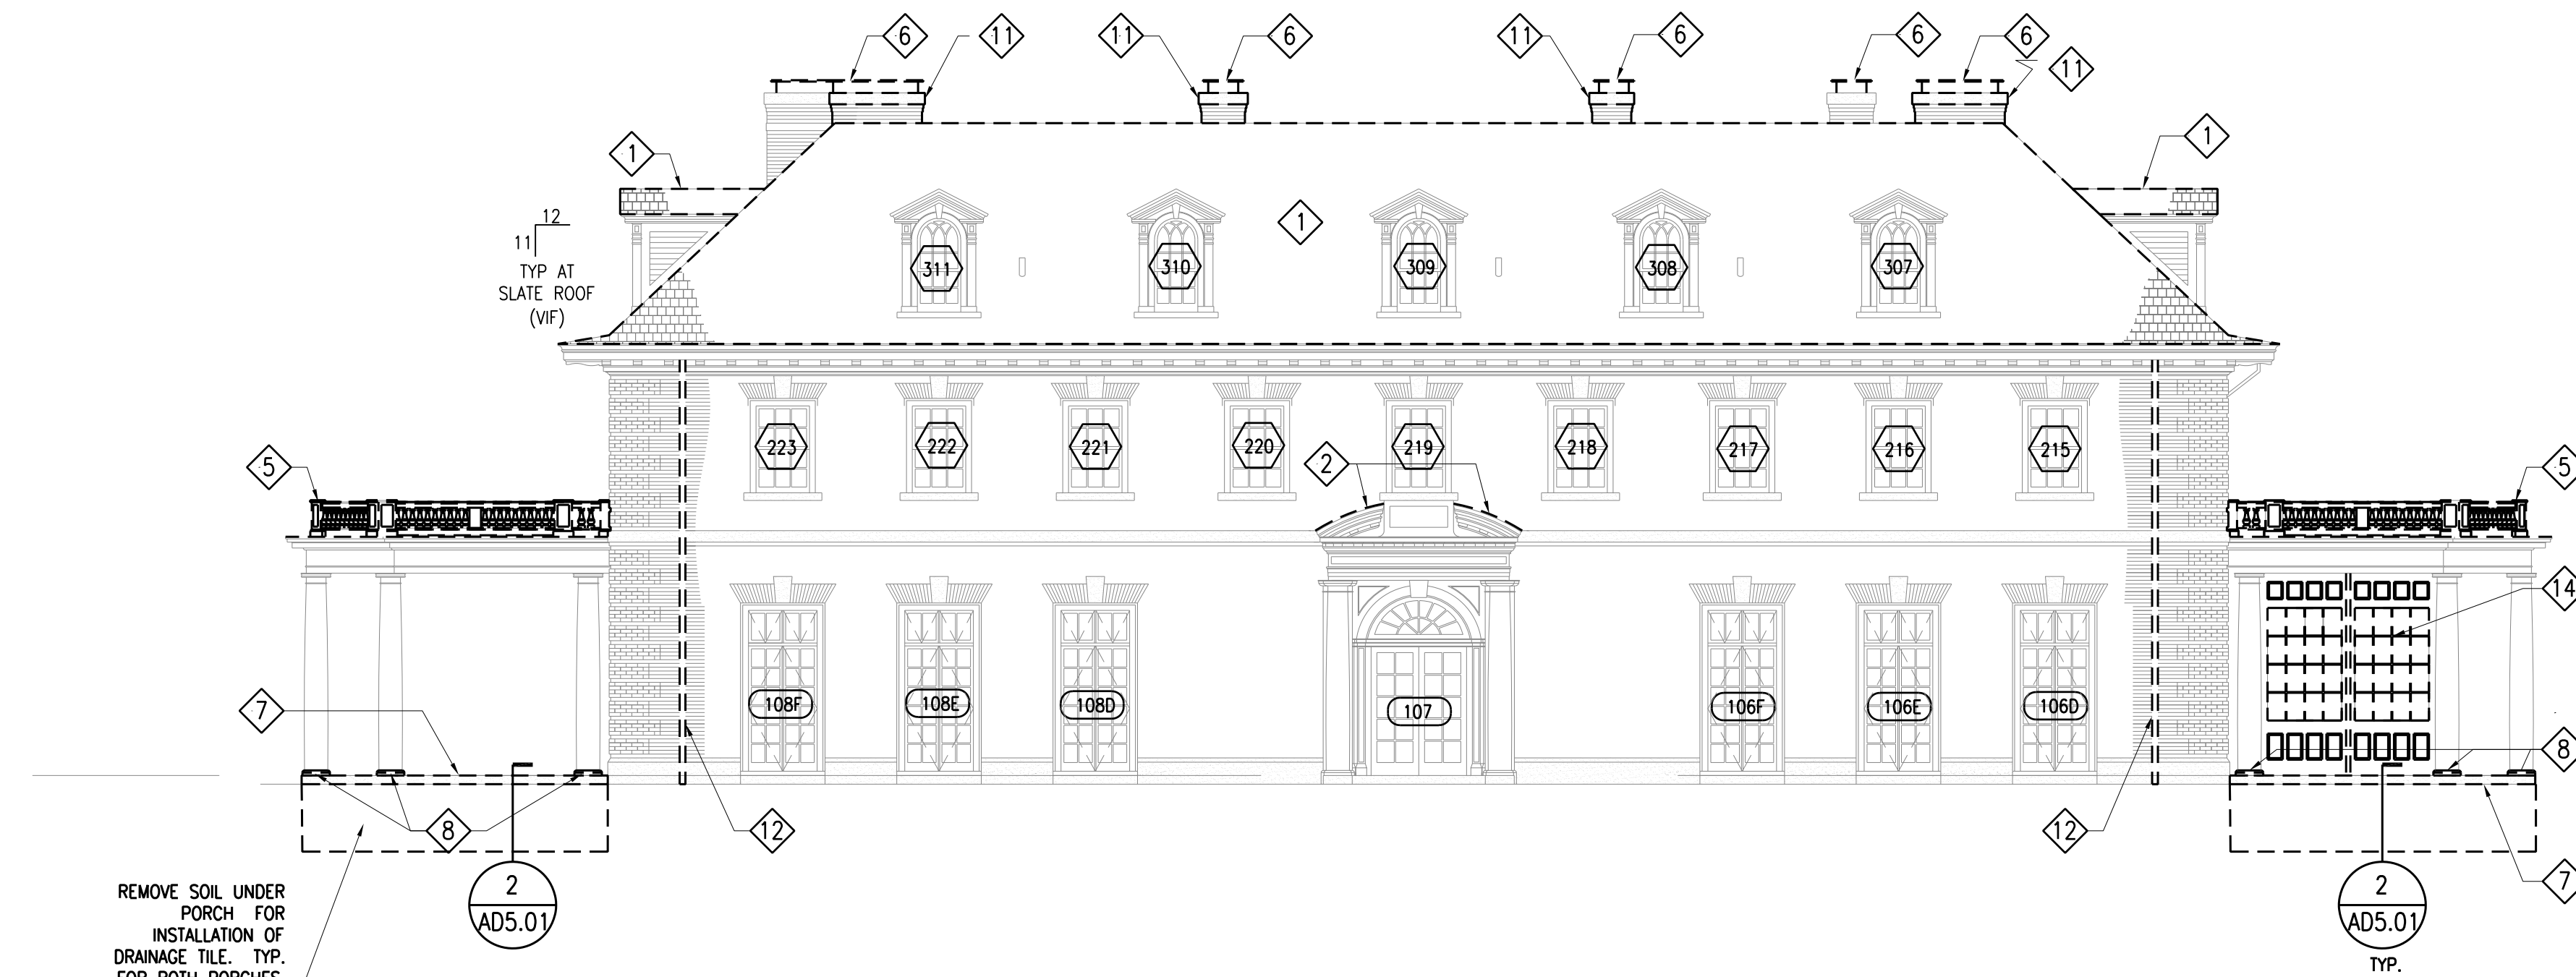 6
11
11
6
11
6
6
6
11
1
1
12
11
TYP AT
SLATE ROOF
(VIF)
1
311
310
309
308
307
223
222
221
220
219
218
217
216
215
5
2
5
14
7
108F
108E
108D
107
106F
106E
106D
8
8
12
12
7
REMOVE SOIL UNDER
PORCH FOR
INSTALLATION OF
DRAINAGE TILE. TYP.
FOR BOTH PORCHES.
2
AD5.01
2
AD5.01
TYP.